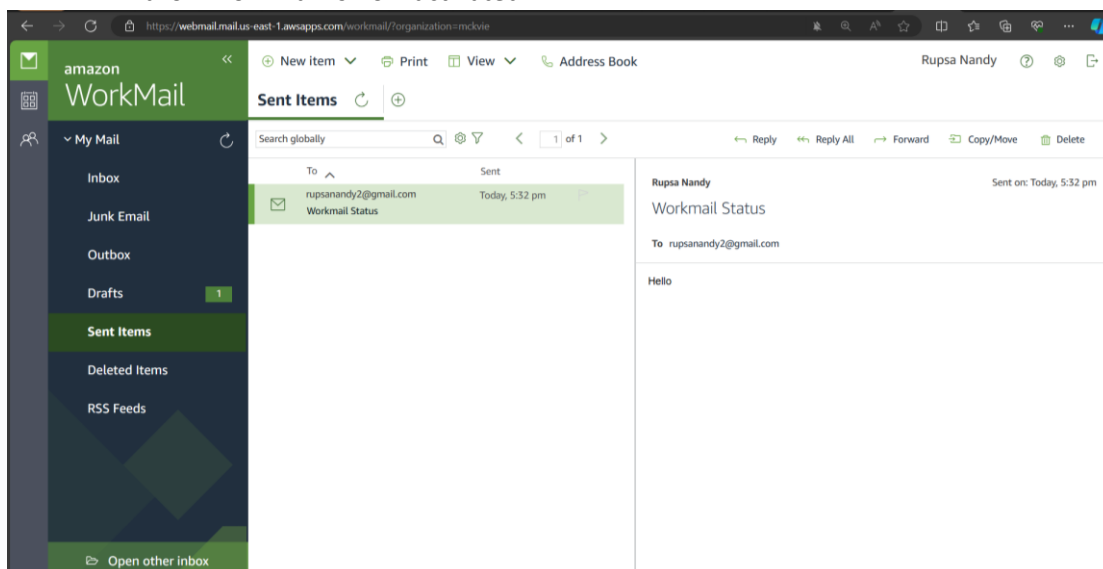 https://webmail.mail.us-east-1.awsapps.com/workmail/?organization=mckvie
amazon
WorkMail
New item
Print
View
Address Book
Rupsa Nandy
Sent Items
My Mail
Inbox
Junk Email
Outbox
Drafts 1
Sent Items
Deleted Items
RSS Feeds
Open other inbox
Search globally
1 of 1
Reply
Reply All
Forward
Copy/Move
Delete
To Sent
rupsanandy2@gmail.com Today, 5:32 pm
Workmail Status
Rupsa Nandy Sent on: Today, 5:32 pm
Workmail Status
To rupsanandy2@gmail.com
Hello